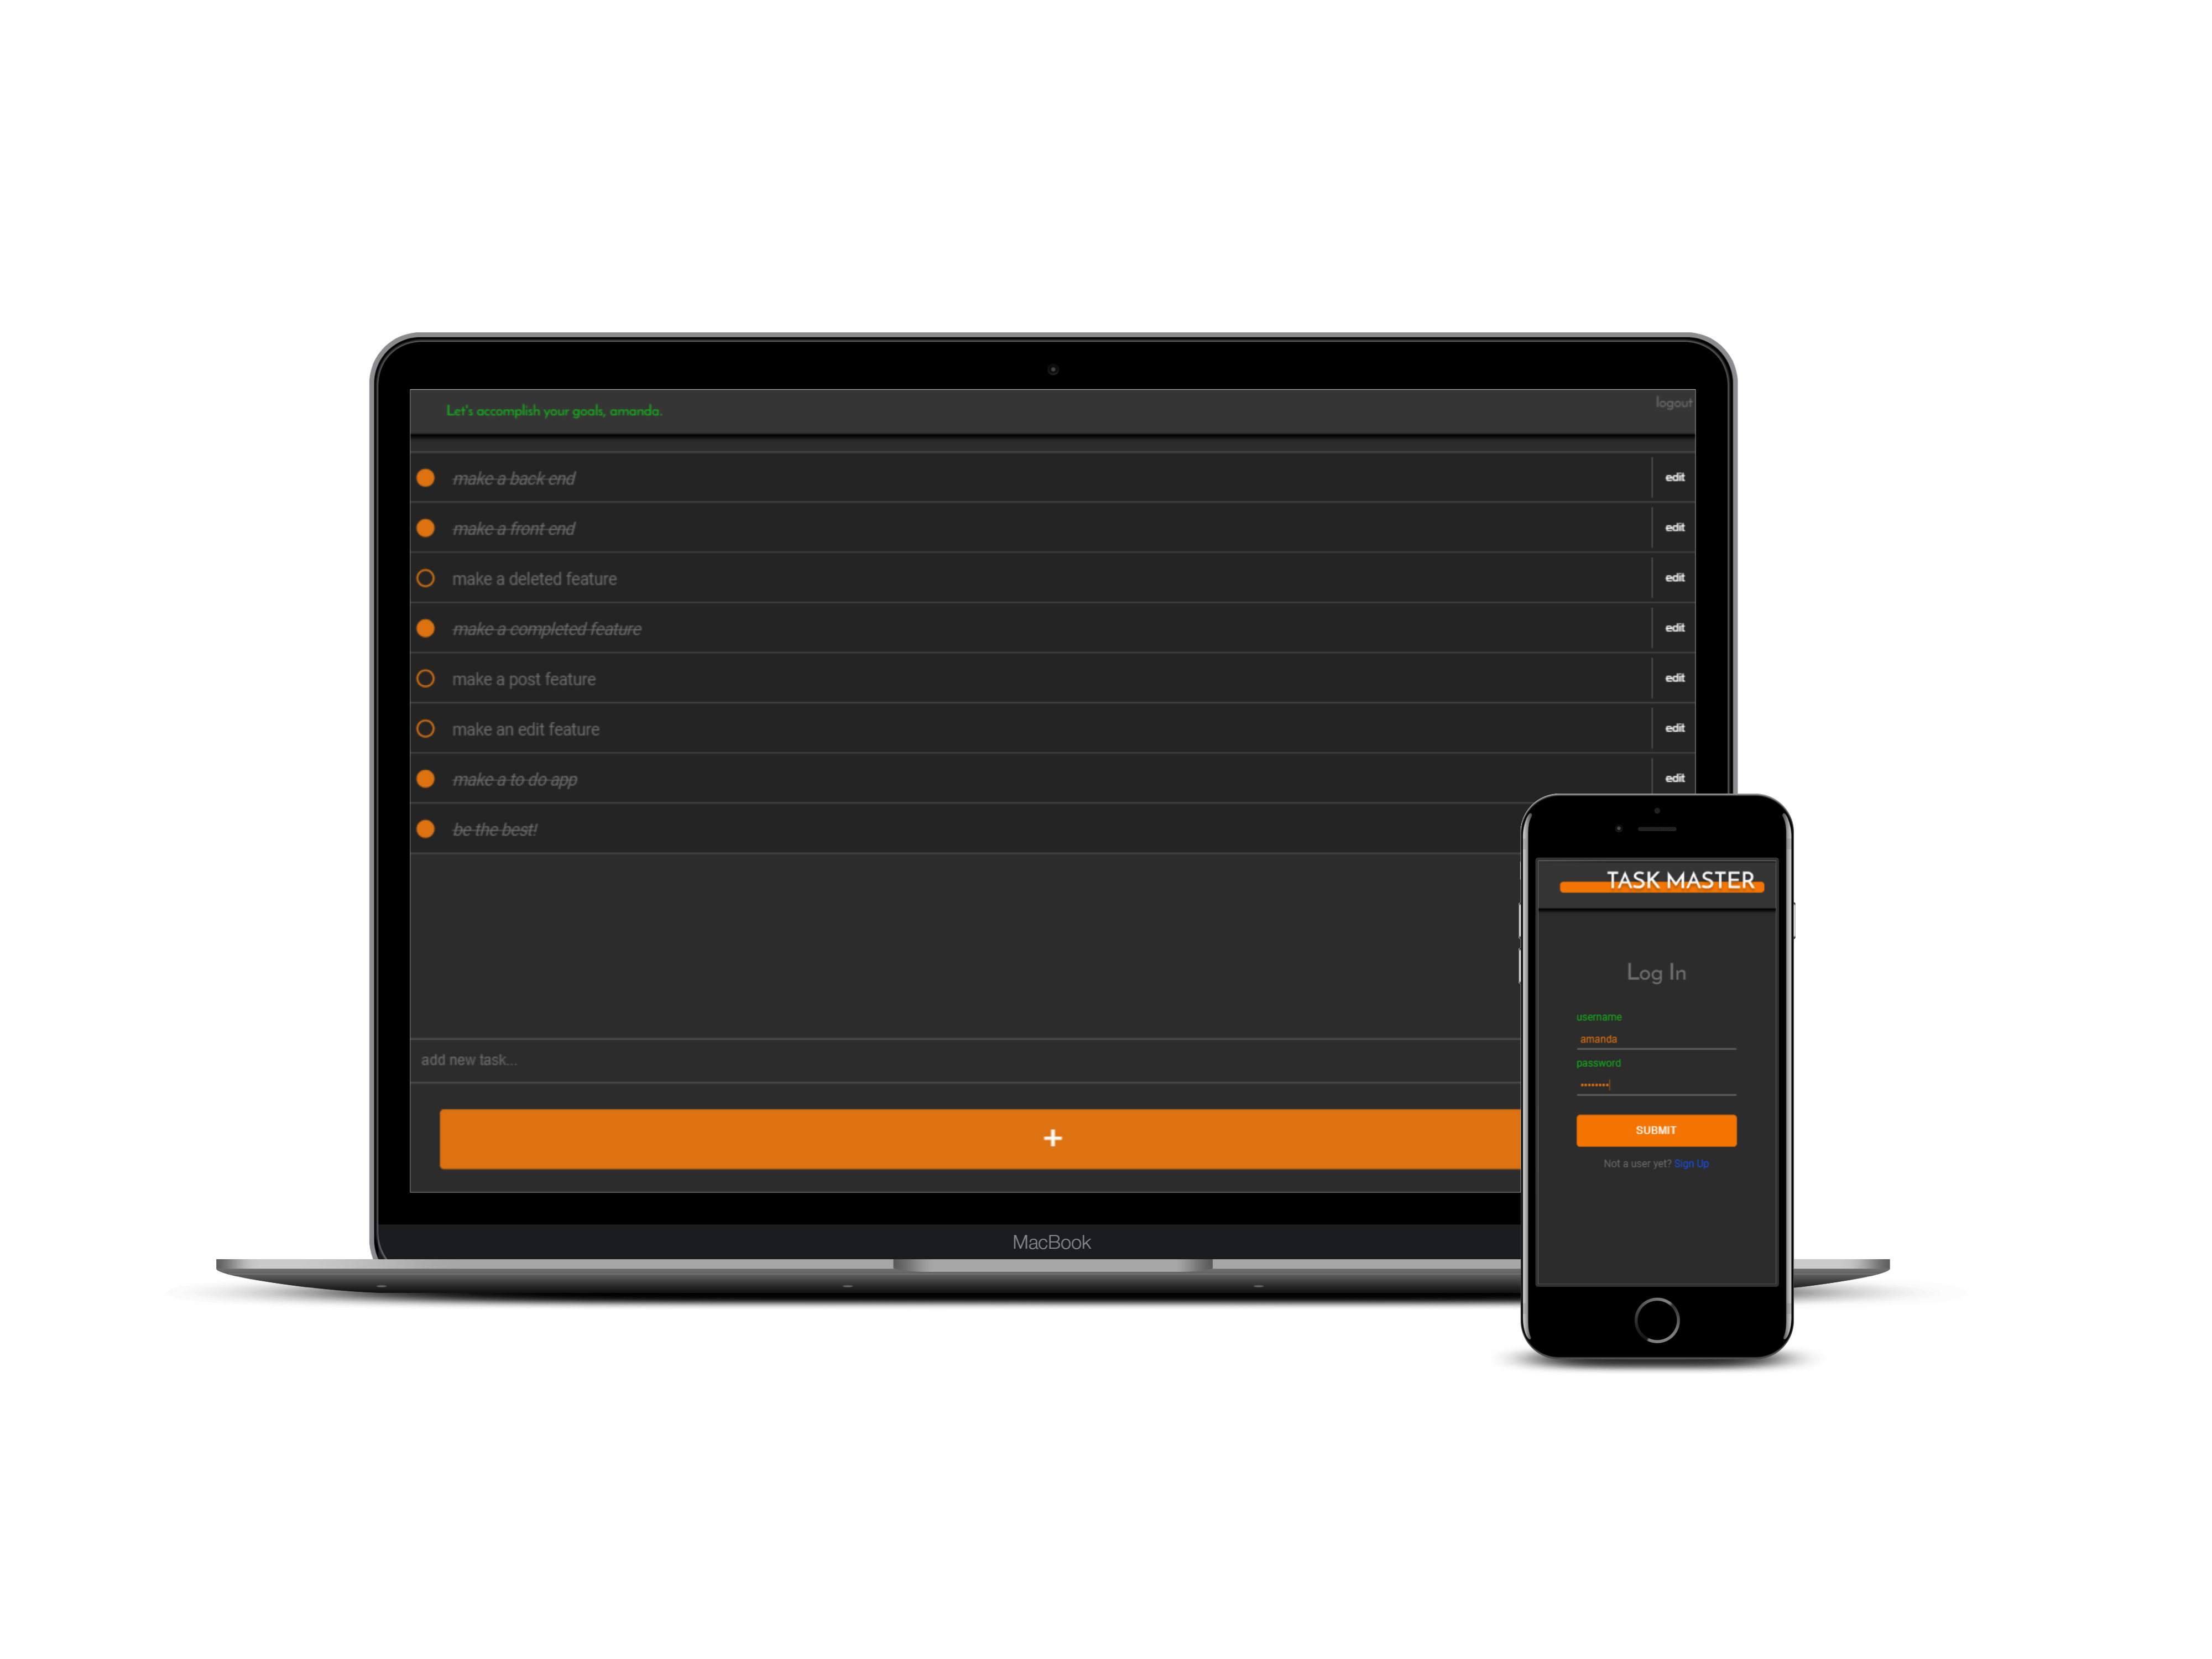 Let's accomplish your goals, amanda.
logout
make a back end
edit
make a front end
edit
make a deleted feature
edit
make a completed feature
edit
make a post feature
edit
make an edit feature
edit
make a to do app
edit
be the best!
add new task...
+
MacBook
TASK MASTER
Log In
username
amanda
password
••••••••
SUBMIT
Not a user yet? Sign Up